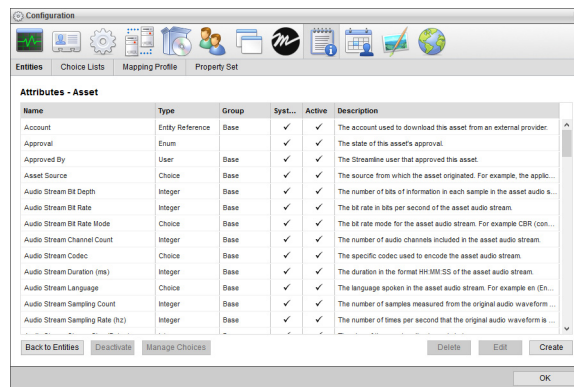 Configuration
Entities Choice Lists Mapping Profile Property Set
Attributes - Asset
Name Type Group Syst... Active Description
Account Entity Reference Base ✓ ✓ The account used to download this asset from an external provider.
Approval Enum ✓ ✓ The state of this asset's approval.
Approved By User Base ✓ ✓ The Streamline user that approved this asset.
Asset Source Choice Base ✓ ✓ The source from which the asset originated. For example, the applic...
Audio Stream Bit Depth Integer Base ✓ ✓ The number of bits of information in each sample in the asset audio s...
Audio Stream Bit Rate Integer Base ✓ ✓ The bit rate in bits per second of the asset audio stream.
Audio Stream Bit Rate Mode Choice Base ✓ ✓ The bit rate mode for the asset audio stream. For example CBR (con...
Audio Stream Channel Count Integer Base ✓ ✓ The number of audio channels included in the asset audio stream.
Audio Stream Codec Choice Base ✓ ✓ The specific codec used to encode the asset audio stream.
Audio Stream Duration (ms) Integer Base ✓ ✓ The duration in the format HH:MM:SS of the asset audio stream.
Audio Stream Language Choice Base ✓ ✓ The language spoken in the asset audio stream. For example en (En...
Audio Stream Sampling Count Integer Base ✓ ✓ The number of samples measured from the original audio waveform ...
Audio Stream Sampling Rate (hz) Integer Base ✓ ✓ The number of times per second that the original audio waveform is ...
Back to Entities Deactivate Manage Choices Delete Edit Create
OK